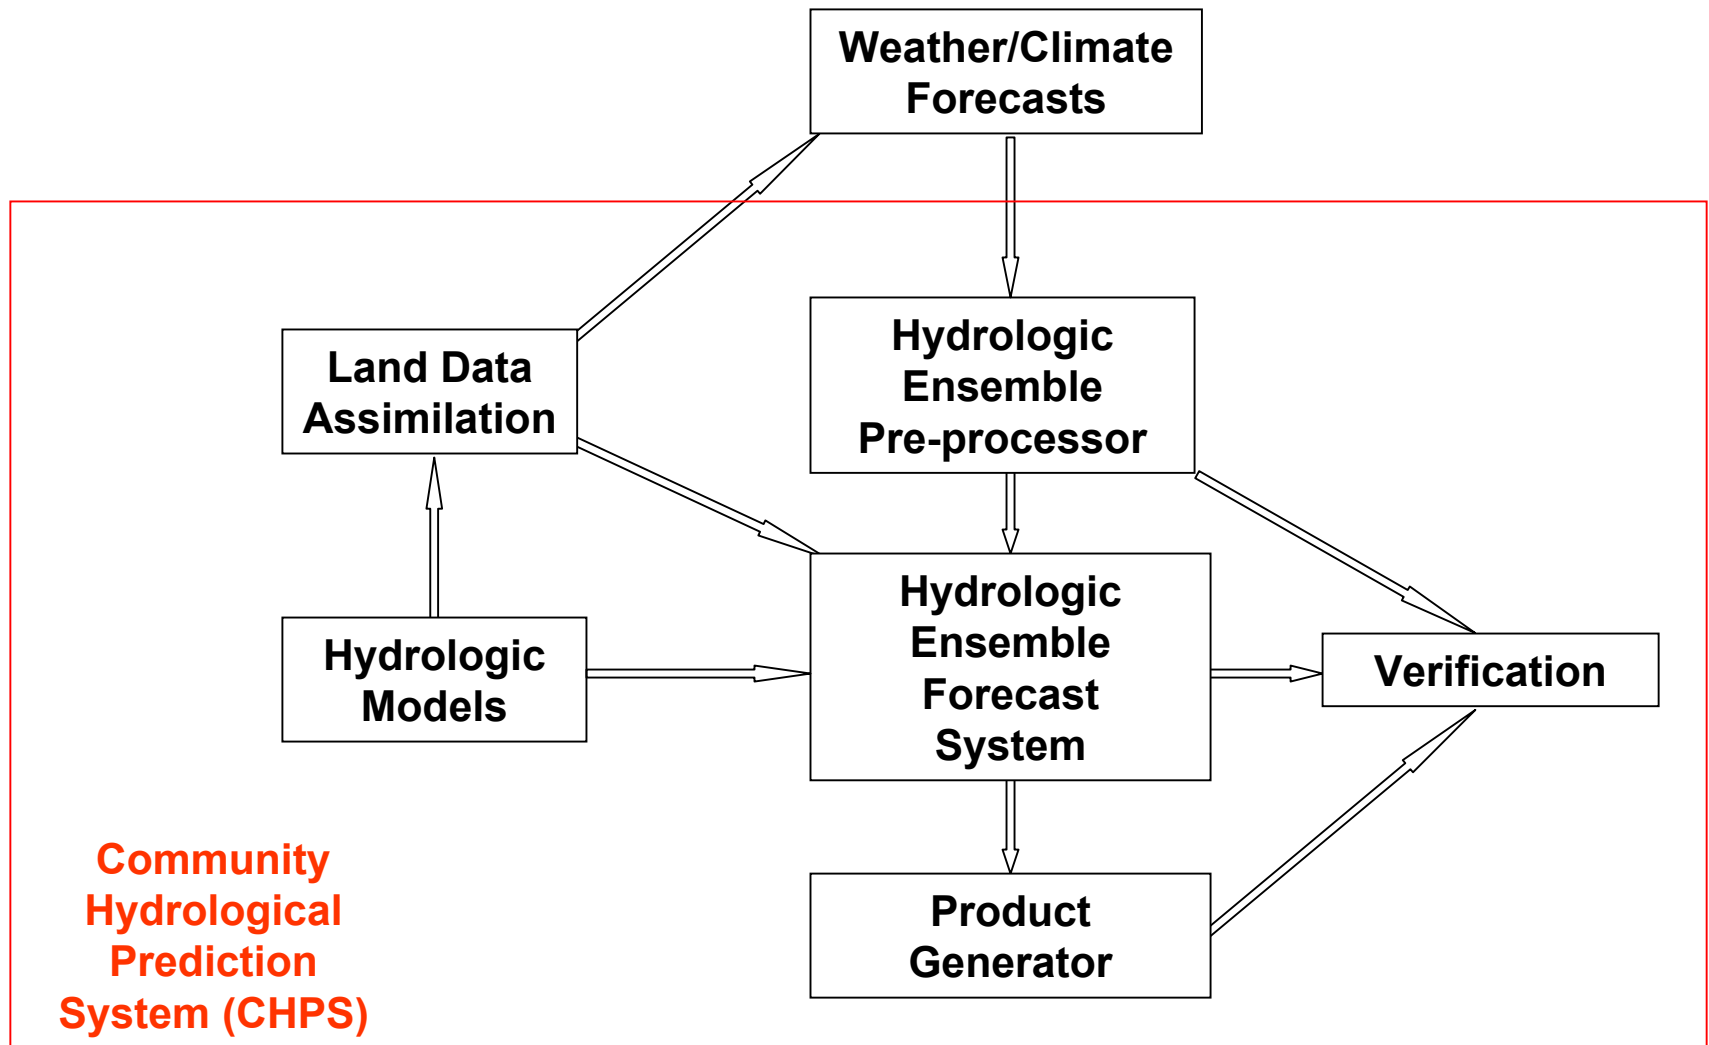 Weather/Climate
Forecasts
Hydrologic
Ensemble
Pre-processor
Land Data
Assimilation
Hydrologic
Ensemble
Forecast
System
Hydrologic
Models
Verification
Product
Generator
Community
Hydrological
Prediction
System (CHPS)